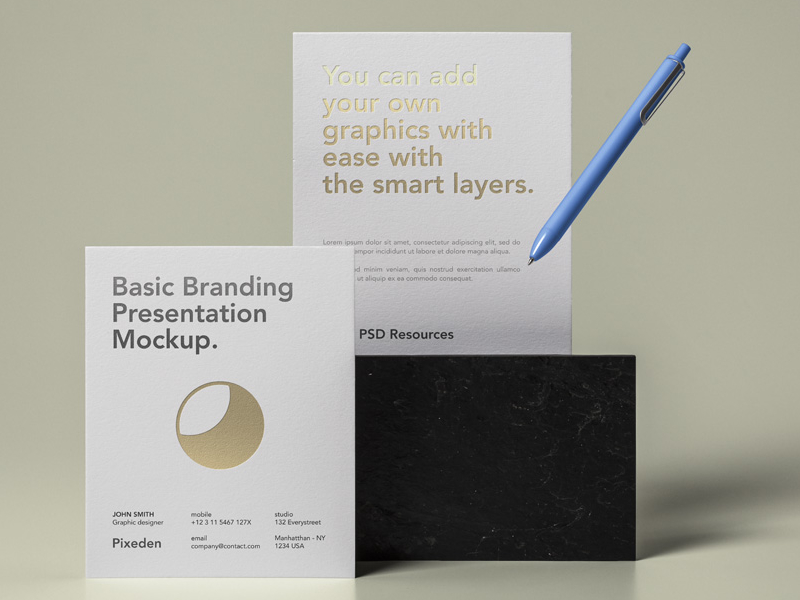 You can add
your own
graphics with
ease with
the smart layers.
Lorem ipsum dolor sit amet, consectetur adipiscing elit, sed do
tempor incididunt ut labore et dolore magna aliqua.
minim veniam, quis nostrud exercitation ullamco
ut aliquip ex ea commodo consequat.
PSD Resources
Basic Branding
Presentation
Mockup.
JOHN SMITH
Graphic designer
Pixeden
mobile
+12 3 11 5467 127X
email
company@contact.com
studio
132 Everystreet
Manhatthan - NY
1234 USA